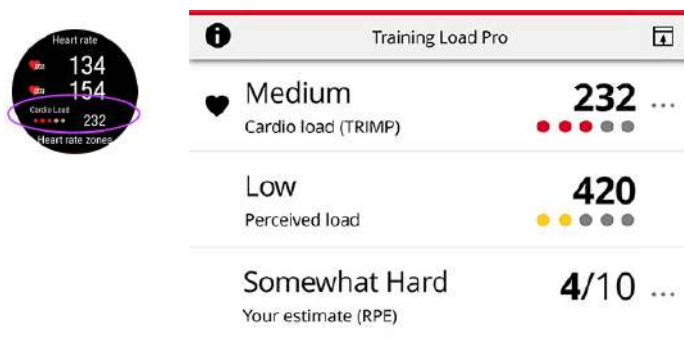 Heart rate
134
154
Cardio Load
232
Heart rate zones
Training Load Pro
Medium
232
Cardio load (TRIMP)
Low
420
Perceived load
Somewhat Hard
4/10
Your estimate (RPE)